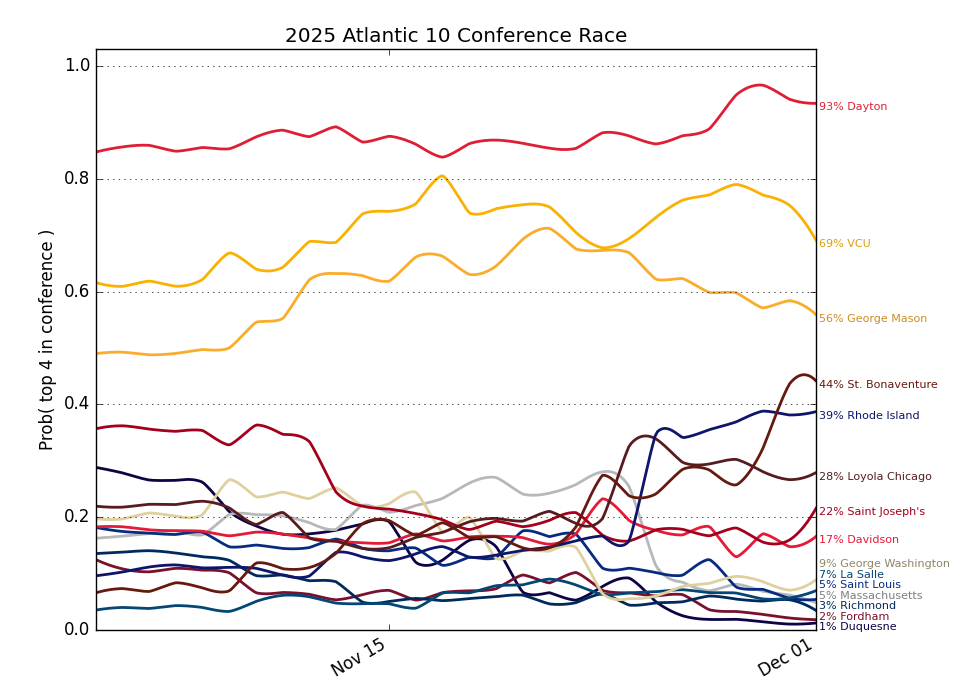 2025 Atlantic 10 Conference Race
Prob( top 4 in conference )
1.0
0.8
0.6
0.4
0.2
0.0
Nov 15
Dec 01
93% Dayton
69% VCU
56% George Mason
44% St. Bonaventure
39% Rhode Island
28% Loyola Chicago
22% Saint Joseph's
17% Davidson
9% George Washington
7% La Salle
5% Saint Louis
5% Massachusetts
3% Richmond
2% Fordham
1% Duquesne